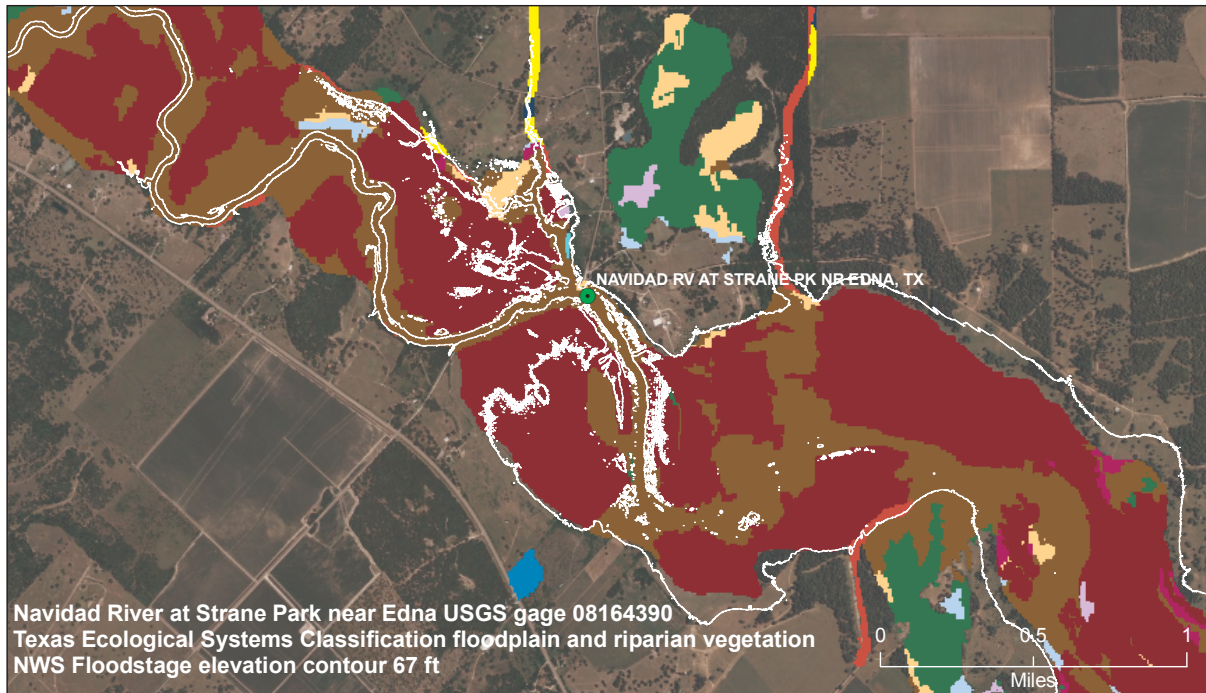 NAVIDAD RV AT STRANE PK NR EDNA, TX
Navidad River at Strane Park near Edna USGS gage 08164390
Texas Ecological Systems Classification floodplain and riparian vegetation
NWS Floodstage elevation contour 67 ft
0 0.5 1
Miles